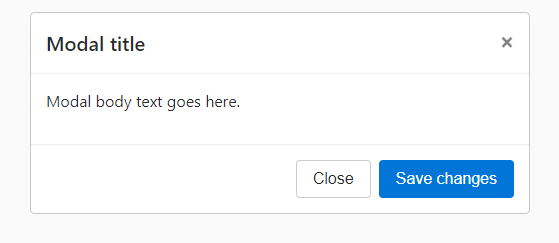 Modal title ×
Modal body text goes here.
Close Save changes